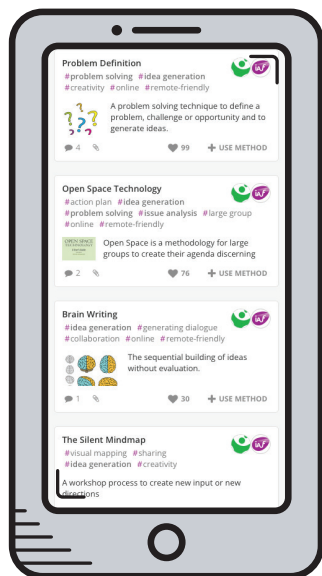 Problem Definition
#problem solving #idea generation
#creativity #online #remote-friendly
A problem solving technique to define a
problem, challenge or opportunity and to
generate ideas.
4
99
USE METHOD
Open Space Technology
#action plan #idea generation
#problem solving #issue analysis #large group
#online #remote-friendly
OPEN SPACE
TECHNOLOGY
Open Space is a methodology for large
groups to create their agenda discerning
2
76
USE METHOD
Brain Writing
#idea generation #generating dialogue
#collaboration #online #remote-friendly
The sequential building of ideas
without evaluation.
1
30
USE METHOD
The Silent Mindmap
#visual mapping #sharing
#idea generation #creativity
A workshop process to create new input or new
directions